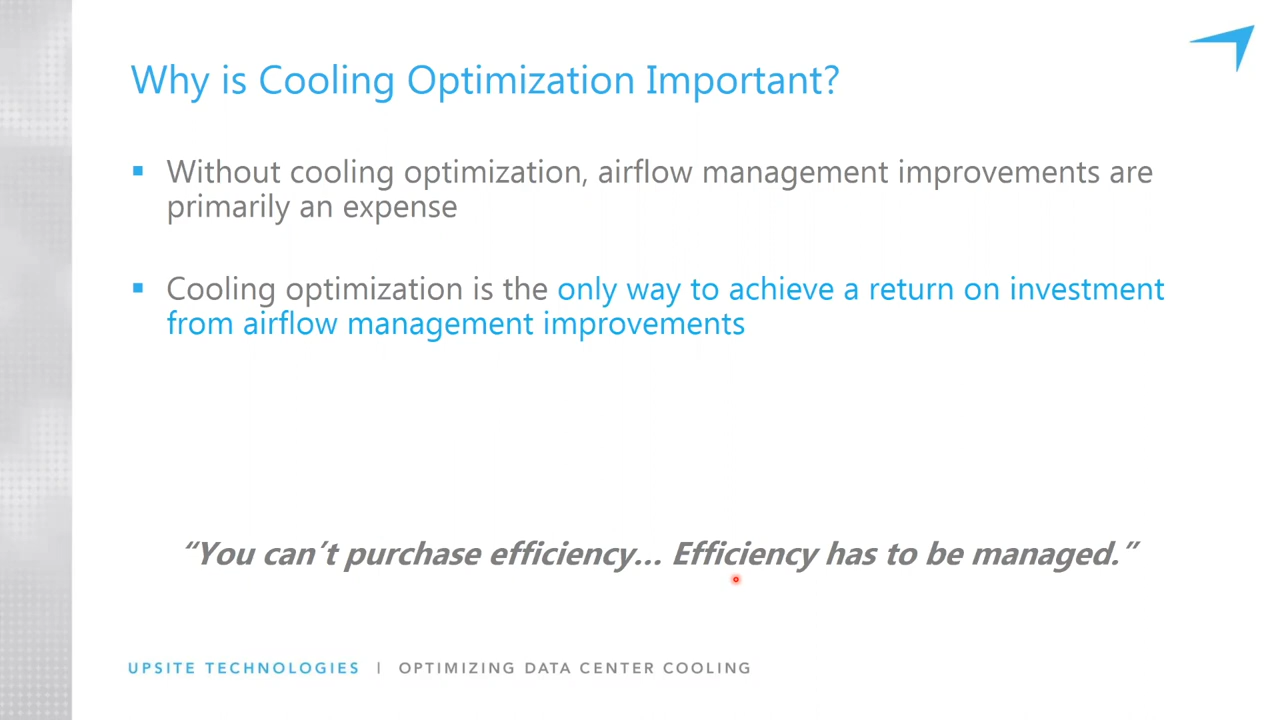 Why is Cooling Optimization Important?
▪ Without cooling optimization, airflow management improvements are
primarily an expense
▪ Cooling optimization is the only way to achieve a return on investment
from airflow management improvements
“You can’t purchase efficiency… Efficiency has to be managed.”
UPSITE TECHNOLOGIES | OPTIMIZING DATA CENTER COOLING